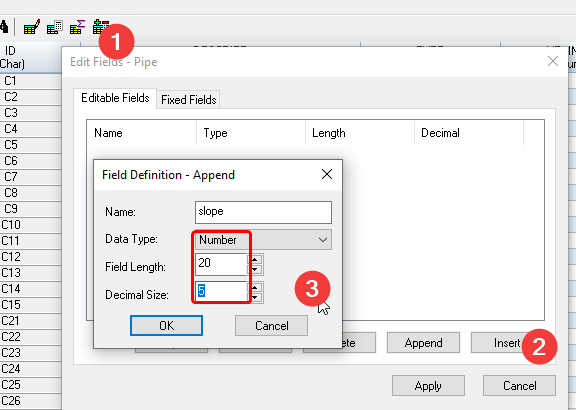 1
ID
(Char)
Edit Fields - Pipe
C1
C2
C3
C4
C5
C6
C7
C8
C9
C10
C11
C12
C13
C14
C15
C21
C22
C23
C24
C25
C26
Editable Fields
Fixed Fields
Name
Type
Length
Decimal
Field Definition - Append
Name:
slope
Data Type:
Number
Field Length:
20
Decimal Size:
5
3
OK
Cancel
Append
Insert
2
Apply
Cancel